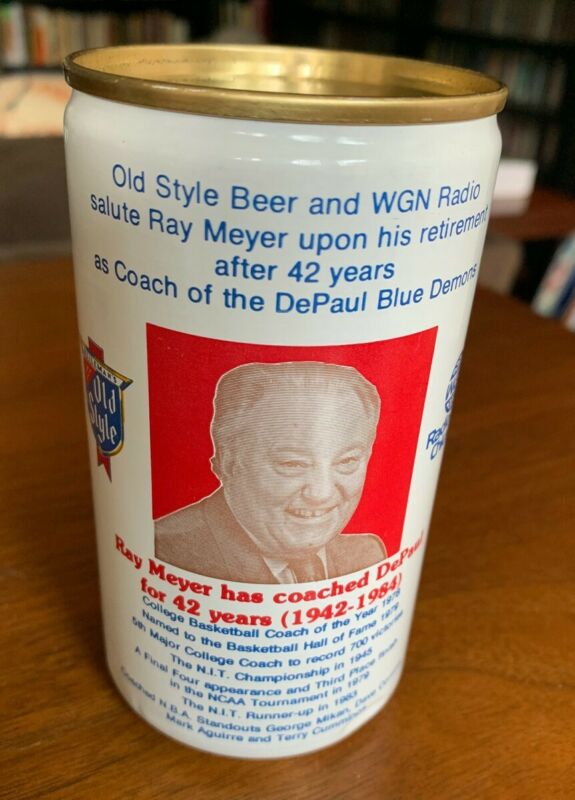 Old Style Beer and WGN Radio
salute Ray Meyer upon his retirement
after 42 years
as Coach of the DePaul Blue Demons
HEILEMAN'S
Old
Style
Ray Meyer has coached DePaul
for 42 years (1942-1984)
College Basketball Coach of the Year 1978
Named to the Basketball Hall of Fame 1979
5th Major College Coach to record 700 victories
The N.I.T. Championship in 1945
A Final Four appearance and Third Place finish
in the NCAA Tournament in 1979
The N.I.T. Runner-up in 1983
Coached N.B.A. Standouts George Mikan, Dave
Mark Aguirre and Terry Cummings